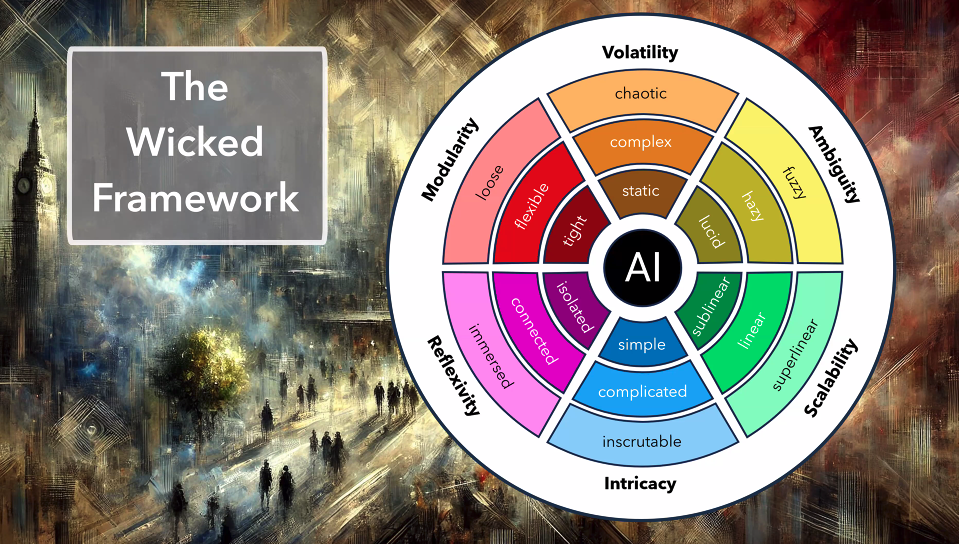 The
Wicked
Framework
Volatility
chaotic
complex
static
Ambiguity
fuzzy
hazy
lucid
Scalability
superlinear
linear
sublinear
Intricacy
inscrutable
complicated
simple
Reflexivity
immersed
connected
isolated
Modularity
loose
flexible
tight
AI